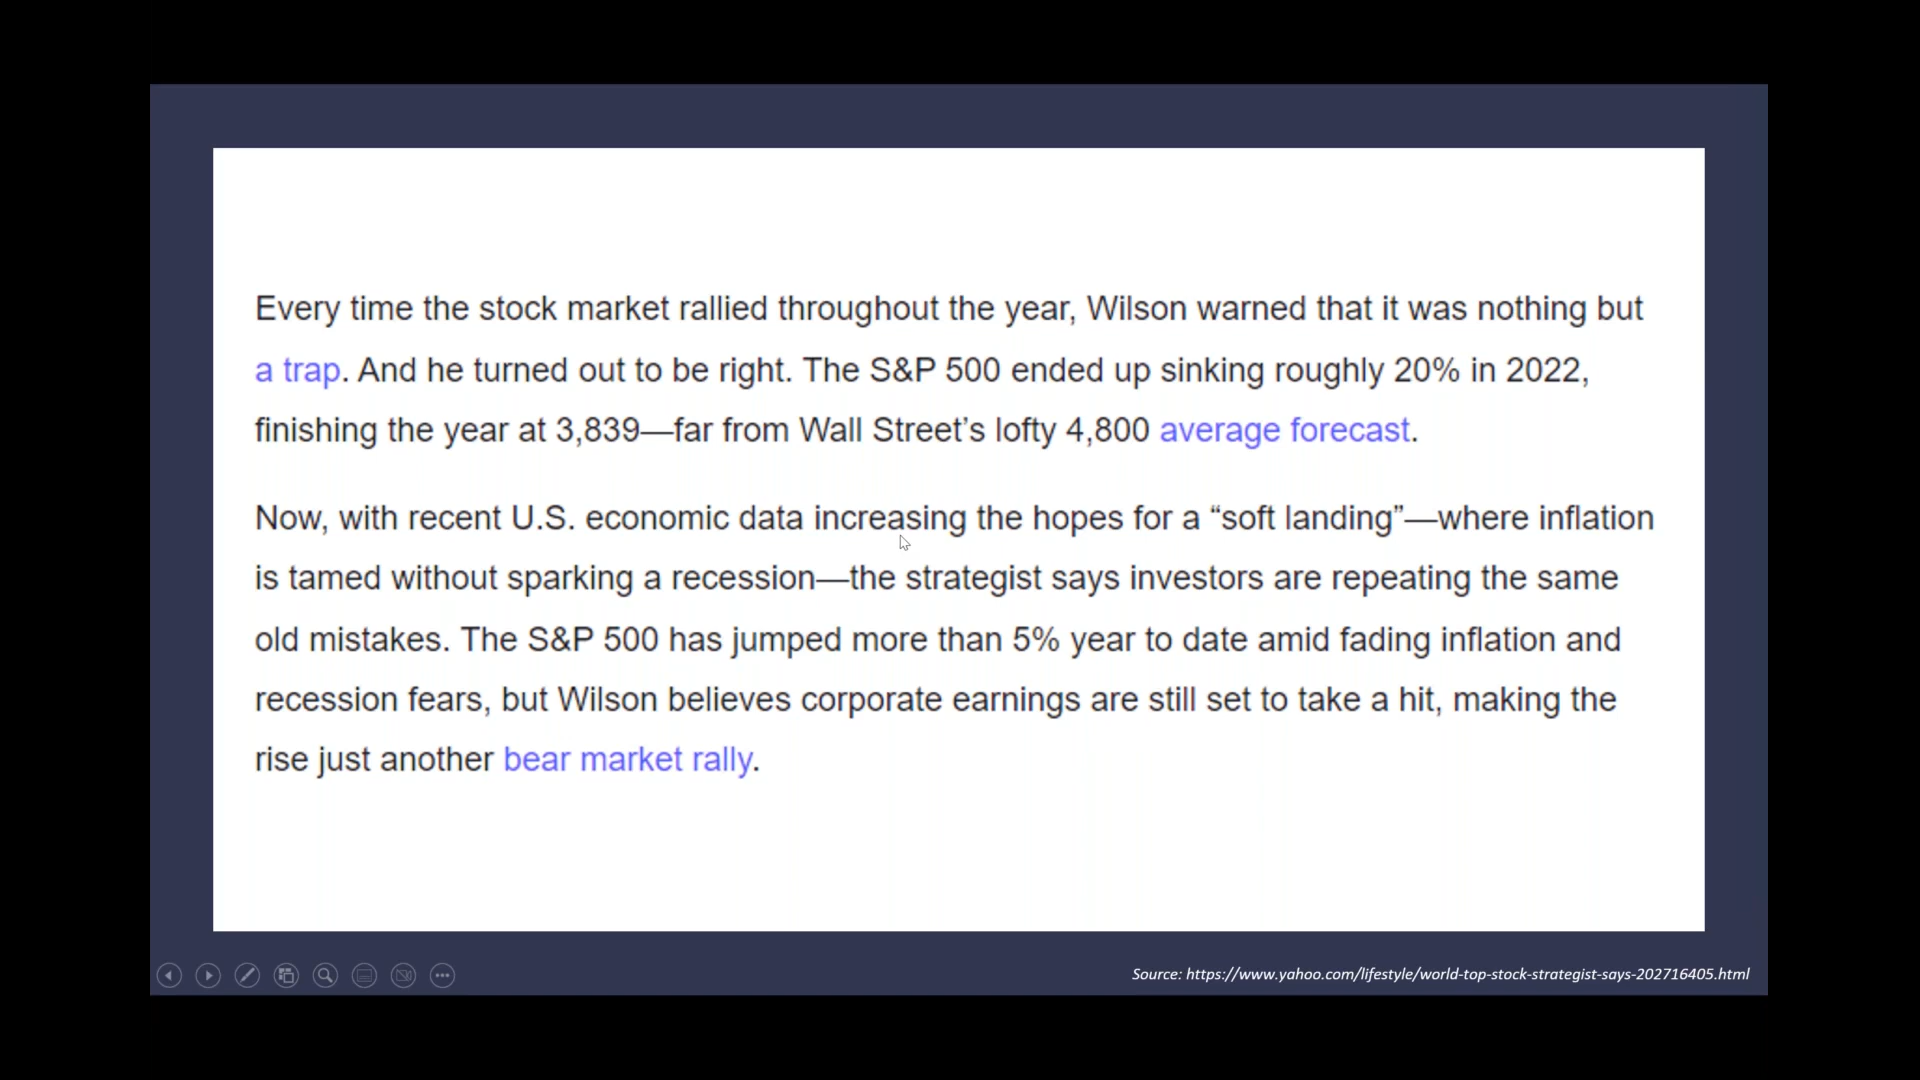 Every time the stock market rallied throughout the year, Wilson warned that it was nothing but
a trap. And he turned out to be right. The S&P 500 ended up sinking roughly 20% in 2022,
finishing the year at 3,839—far from Wall Street’s lofty 4,800 average forecast.
Now, with recent U.S. economic data increasing the hopes for a “soft landing”—where inflation
is tamed without sparking a recession—the strategist says investors are repeating the same
old mistakes. The S&P 500 has jumped more than 5% year to date amid fading inflation and
recession fears, but Wilson believes corporate earnings are still set to take a hit, making the
rise just another bear market rally.
Source: https://www.yahoo.com/lifestyle/world-top-stock-strategist-says-202716405.html